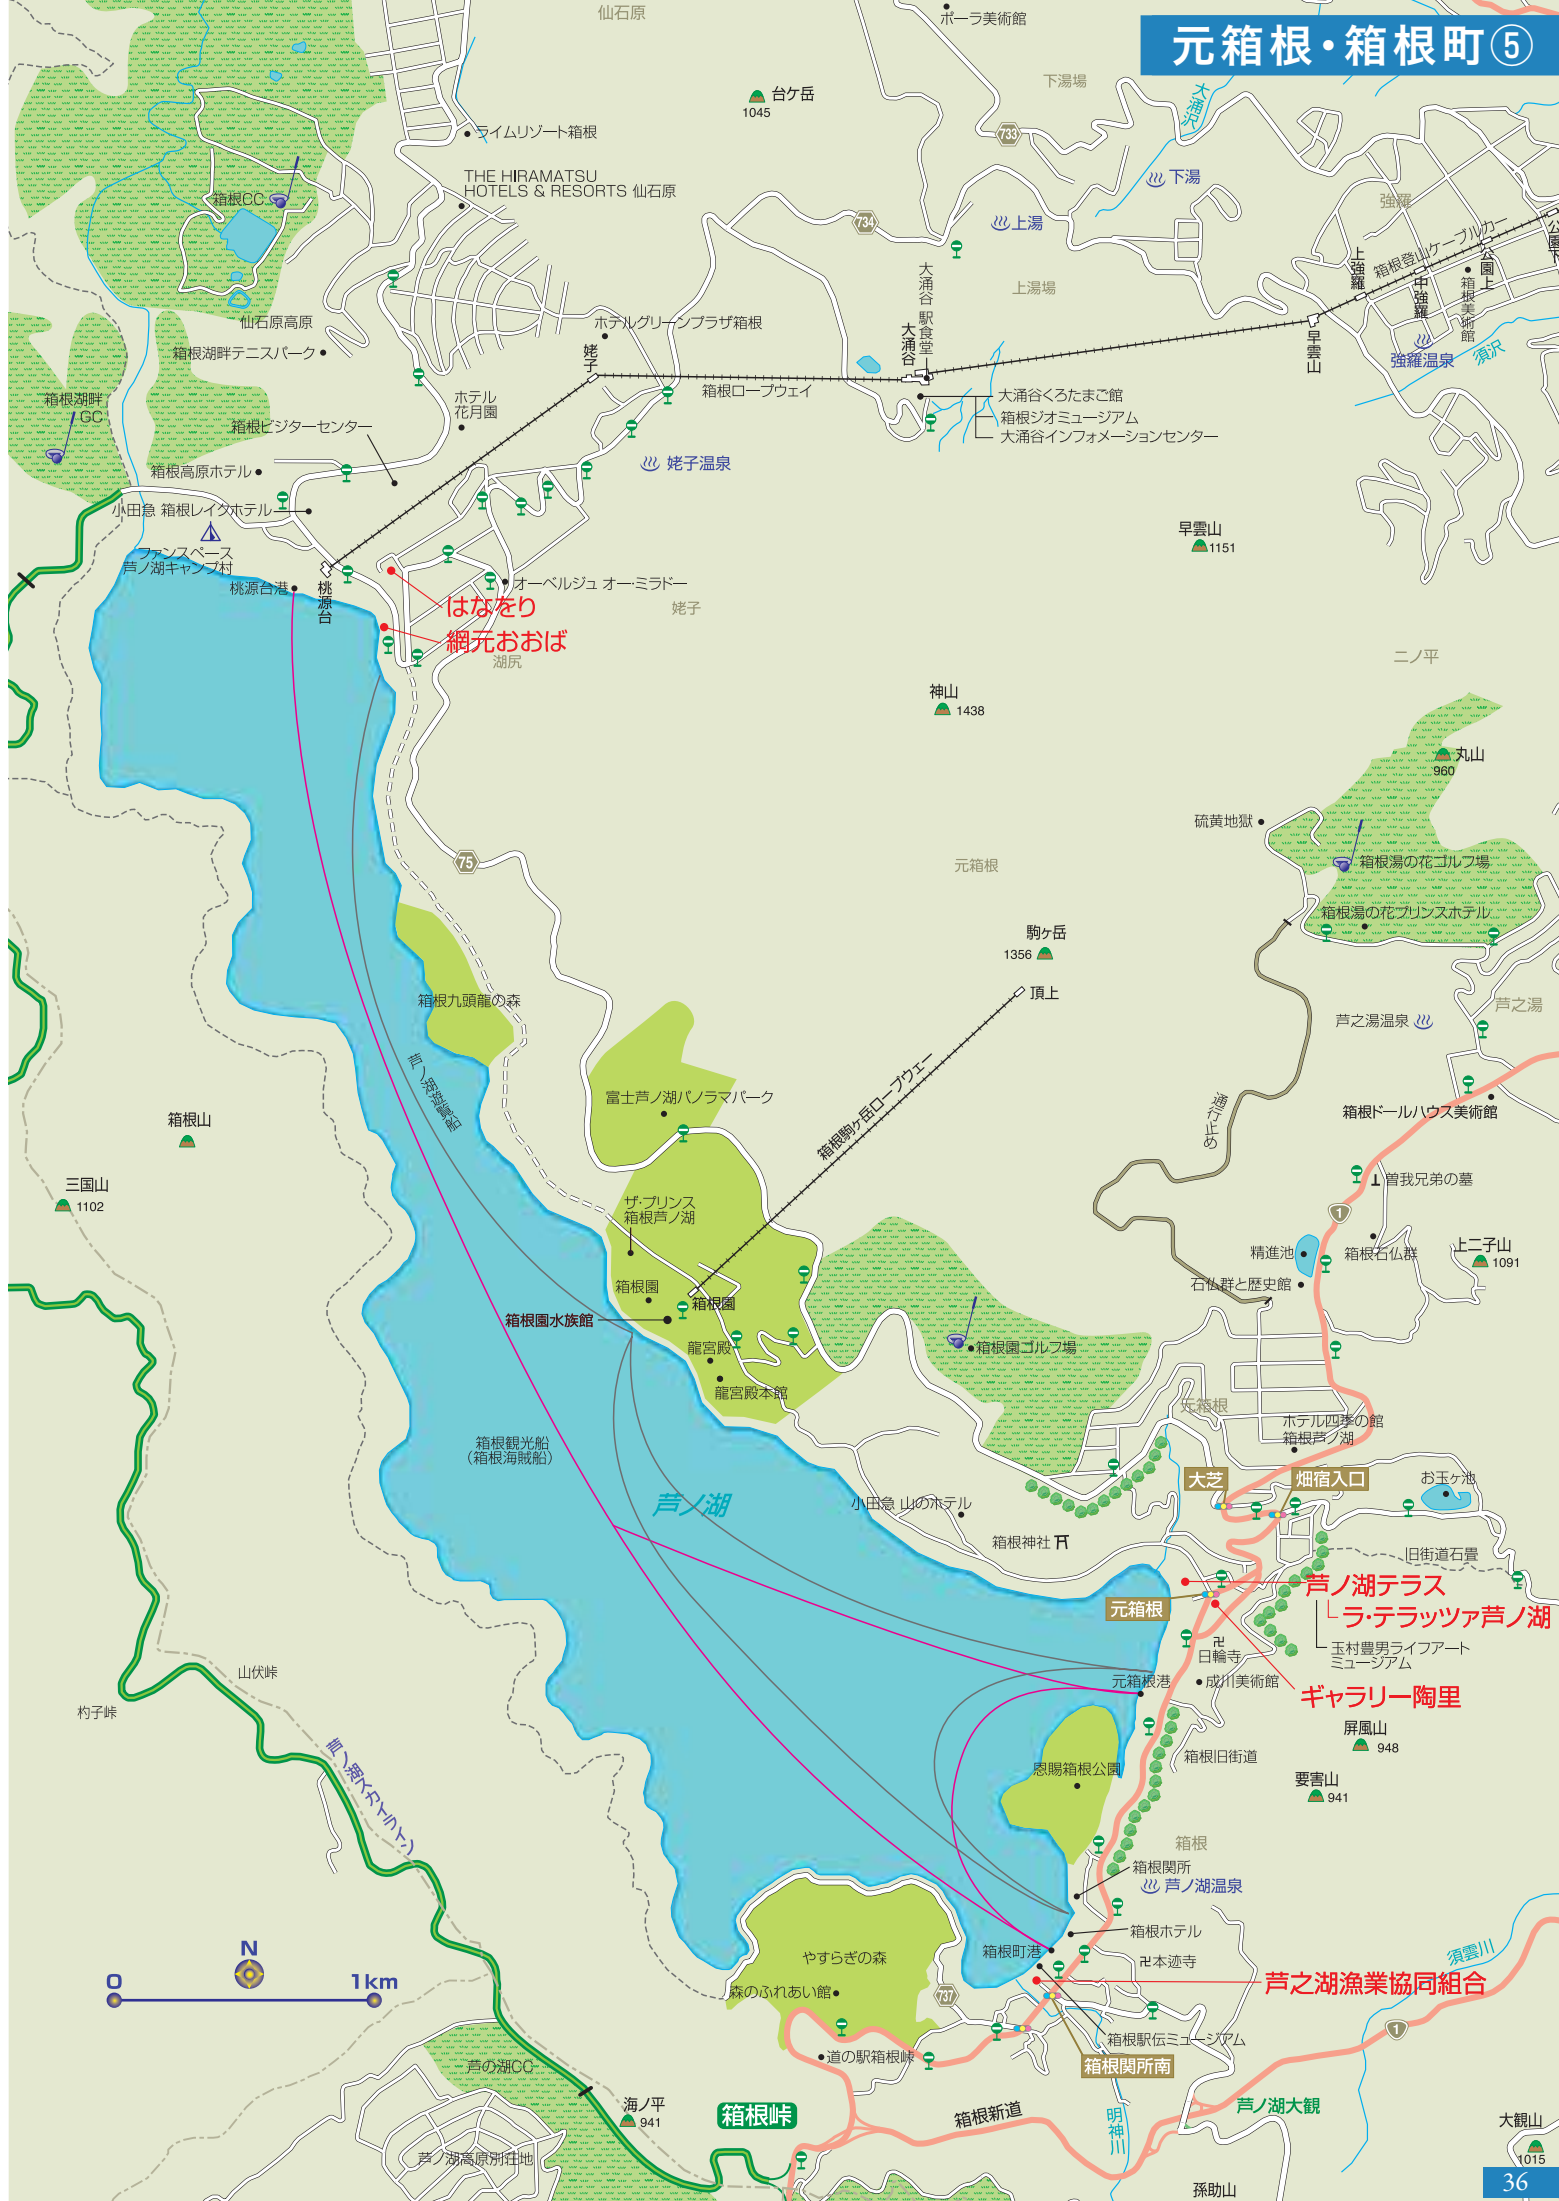 元箱根・箱根町⑤
仙石原
ポーラ美術館
下湯場
大涌沢
台ケ岳
1045
733
ライムリゾート箱根
THE HIRAMATSU
HOTELS & RESORTS 仙石原
箱根CC
734
下湯
上湯
強羅
上湯場
箱根登山ケーブルカー
公園下
公園上
上強羅
中強羅
箱根美術館
強羅温泉
須沢
早雲山
大涌谷 駅食堂
大涌谷
仙石原高原
箱根湖畔テニスパーク
ホテルグリーンプラザ箱根
姥子
箱根ロープウェイ
大涌谷くろたまご館
箱根ジオミュージアム
大涌谷インフォメーションセンター
箱根湖畔
GC
ホテル
花月園
箱根ビジターセンター
姥子温泉
箱根高原ホテル
小田急 箱根レイクホテル
ファンスペース
芦ノ湖キャンプ村
桃源台港
桃源台
オーベルジュ オー・ミラドー
はなをり
網元おおば
姥子
湖尻
早雲山
1151
二ノ平
神山
1438
丸山
960
硫黄地獄
箱根湯の花ゴルフ場
箱根湯の花プリンスホテル
75
元箱根
駒ヶ岳
1356
頂上
芦之湯
芦之湯温泉
箱根九頭龍の森
芦ノ湖遊覧船
富士芦ノ湖パノラマパーク
箱根駒ヶ岳ロープウェー
通行止め
箱根ドールハウス美術館
箱根山
三国山
1102
曽我兄弟の墓
1
ザ・プリンス
箱根芦ノ湖
精進池
箱根石仏群
上二子山
1091
石仏群と歴史館
箱根園
箱根園
箱根園水族館
龍宮殿
龍宮殿本館
箱根園ゴルフ場
元箱根
ホテル四季の館
箱根芦ノ湖
箱根観光船
(箱根海賊船)
芦ノ湖
大芝
畑宿入口
お玉ヶ池
小田急 山のホテル
箱根神社
旧街道石畳
芦ノ湖テラス
ラ・テラッツァ芦ノ湖
元箱根
玉村豊男ライフアート
ミュージアム
日輪寺
元箱根港
成川美術館
ギャラリー陶里
山伏峠
杓子峠
屏風山
948
箱根旧街道
恩賜箱根公園
要害山
941
芦ノ湖スカイライン
箱根
箱根関所
芦ノ湖温泉
箱根ホテル
箱根町港
本迹寺
須雲川
やすらぎの森
森のふれあい館
737
芦之湖漁業協同組合
N
0
1km
箱根駅伝ミュージアム
1
道の駅箱根峠
箱根関所南
芦の湖CC
海ノ平
941
箱根峠
箱根新道
明神川
芦ノ湖大観
大観山
1015
芦ノ湖高原別荘地
孫助山
36